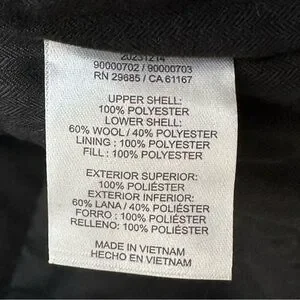 20231214
90000702 / 90000703
RN 29685 / CA 61167
UPPER SHELL:
100% POLYESTER
LOWER SHELL:
60% WOOL / 40% POLYESTER
LINING : 100% POLYESTER
FILL : 100% POLYESTER
EXTERIOR SUPERIOR:
100% POLIÉSTER
EXTERIOR INFERIOR:
60% LANA / 40% POLIÉSTER
FORRO : 100% POLIÉSTER
RELLENO: 100% POLIÉSTER
MADE IN VIETNAM
HECHO EN VIETNAM